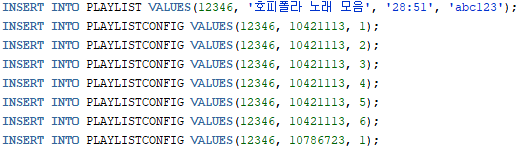 INSERT INTO PLAYLIST VALUES(12346, '호피폴라 노래 모음', '28:51', 'abc123');
INSERT INTO PLAYLISTCONFIG VALUES(12346, 10421113, 1);
INSERT INTO PLAYLISTCONFIG VALUES(12346, 10421113, 2);
INSERT INTO PLAYLISTCONFIG VALUES(12346, 10421113, 3);
INSERT INTO PLAYLISTCONFIG VALUES(12346, 10421113, 4);
INSERT INTO PLAYLISTCONFIG VALUES(12346, 10421113, 5);
INSERT INTO PLAYLISTCONFIG VALUES(12346, 10421113, 6);
INSERT INTO PLAYLISTCONFIG VALUES(12346, 10786723, 1);